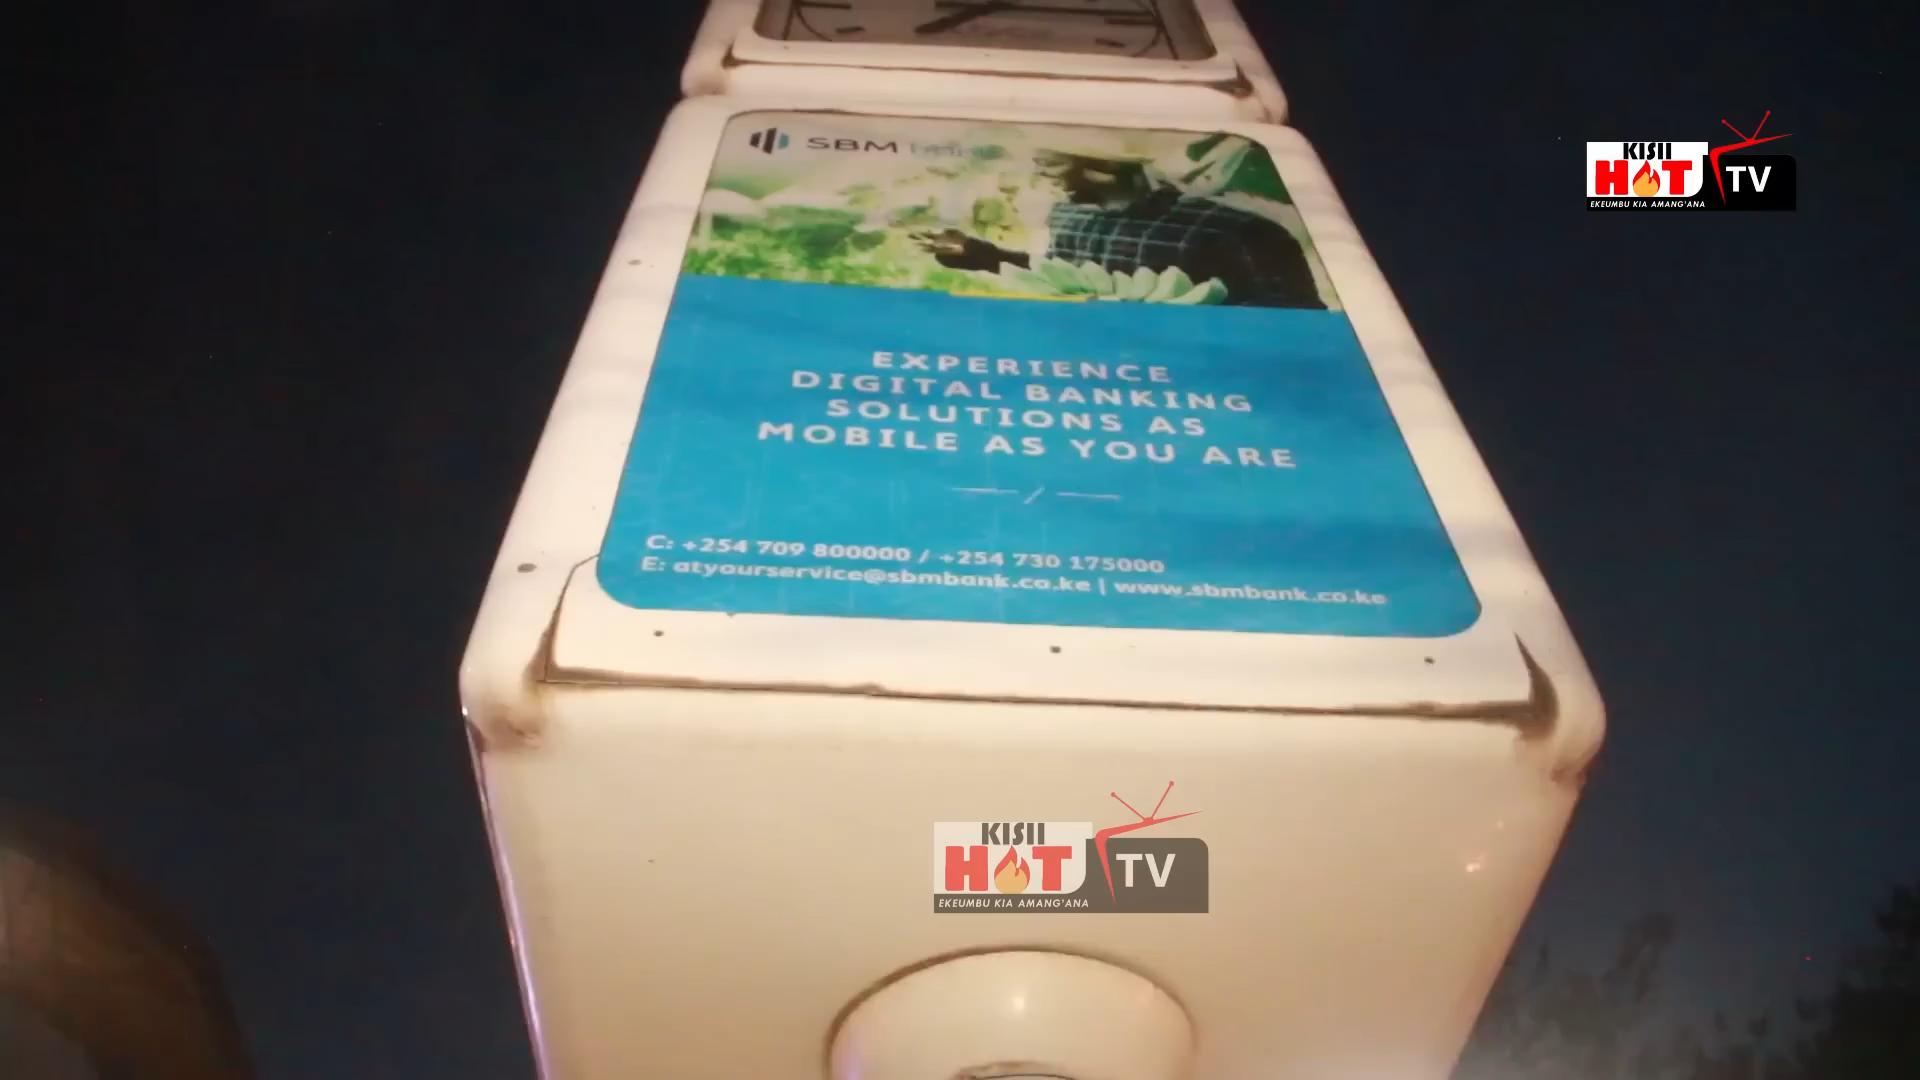 SBM bank
KISII
HOT TV
EKEUMBU KIA AMANG'ANA
EXPERIENCE
DIGITAL BANKING
SOLUTIONS AS
MOBILE AS YOU ARE
C: +254 709 800000 / +254 730 175000
E: atyourservice@sbmbank.co.ke | www.sbmbank.co.ke
KISII
HOT TV
EKEUMBU KIA AMANG'ANA